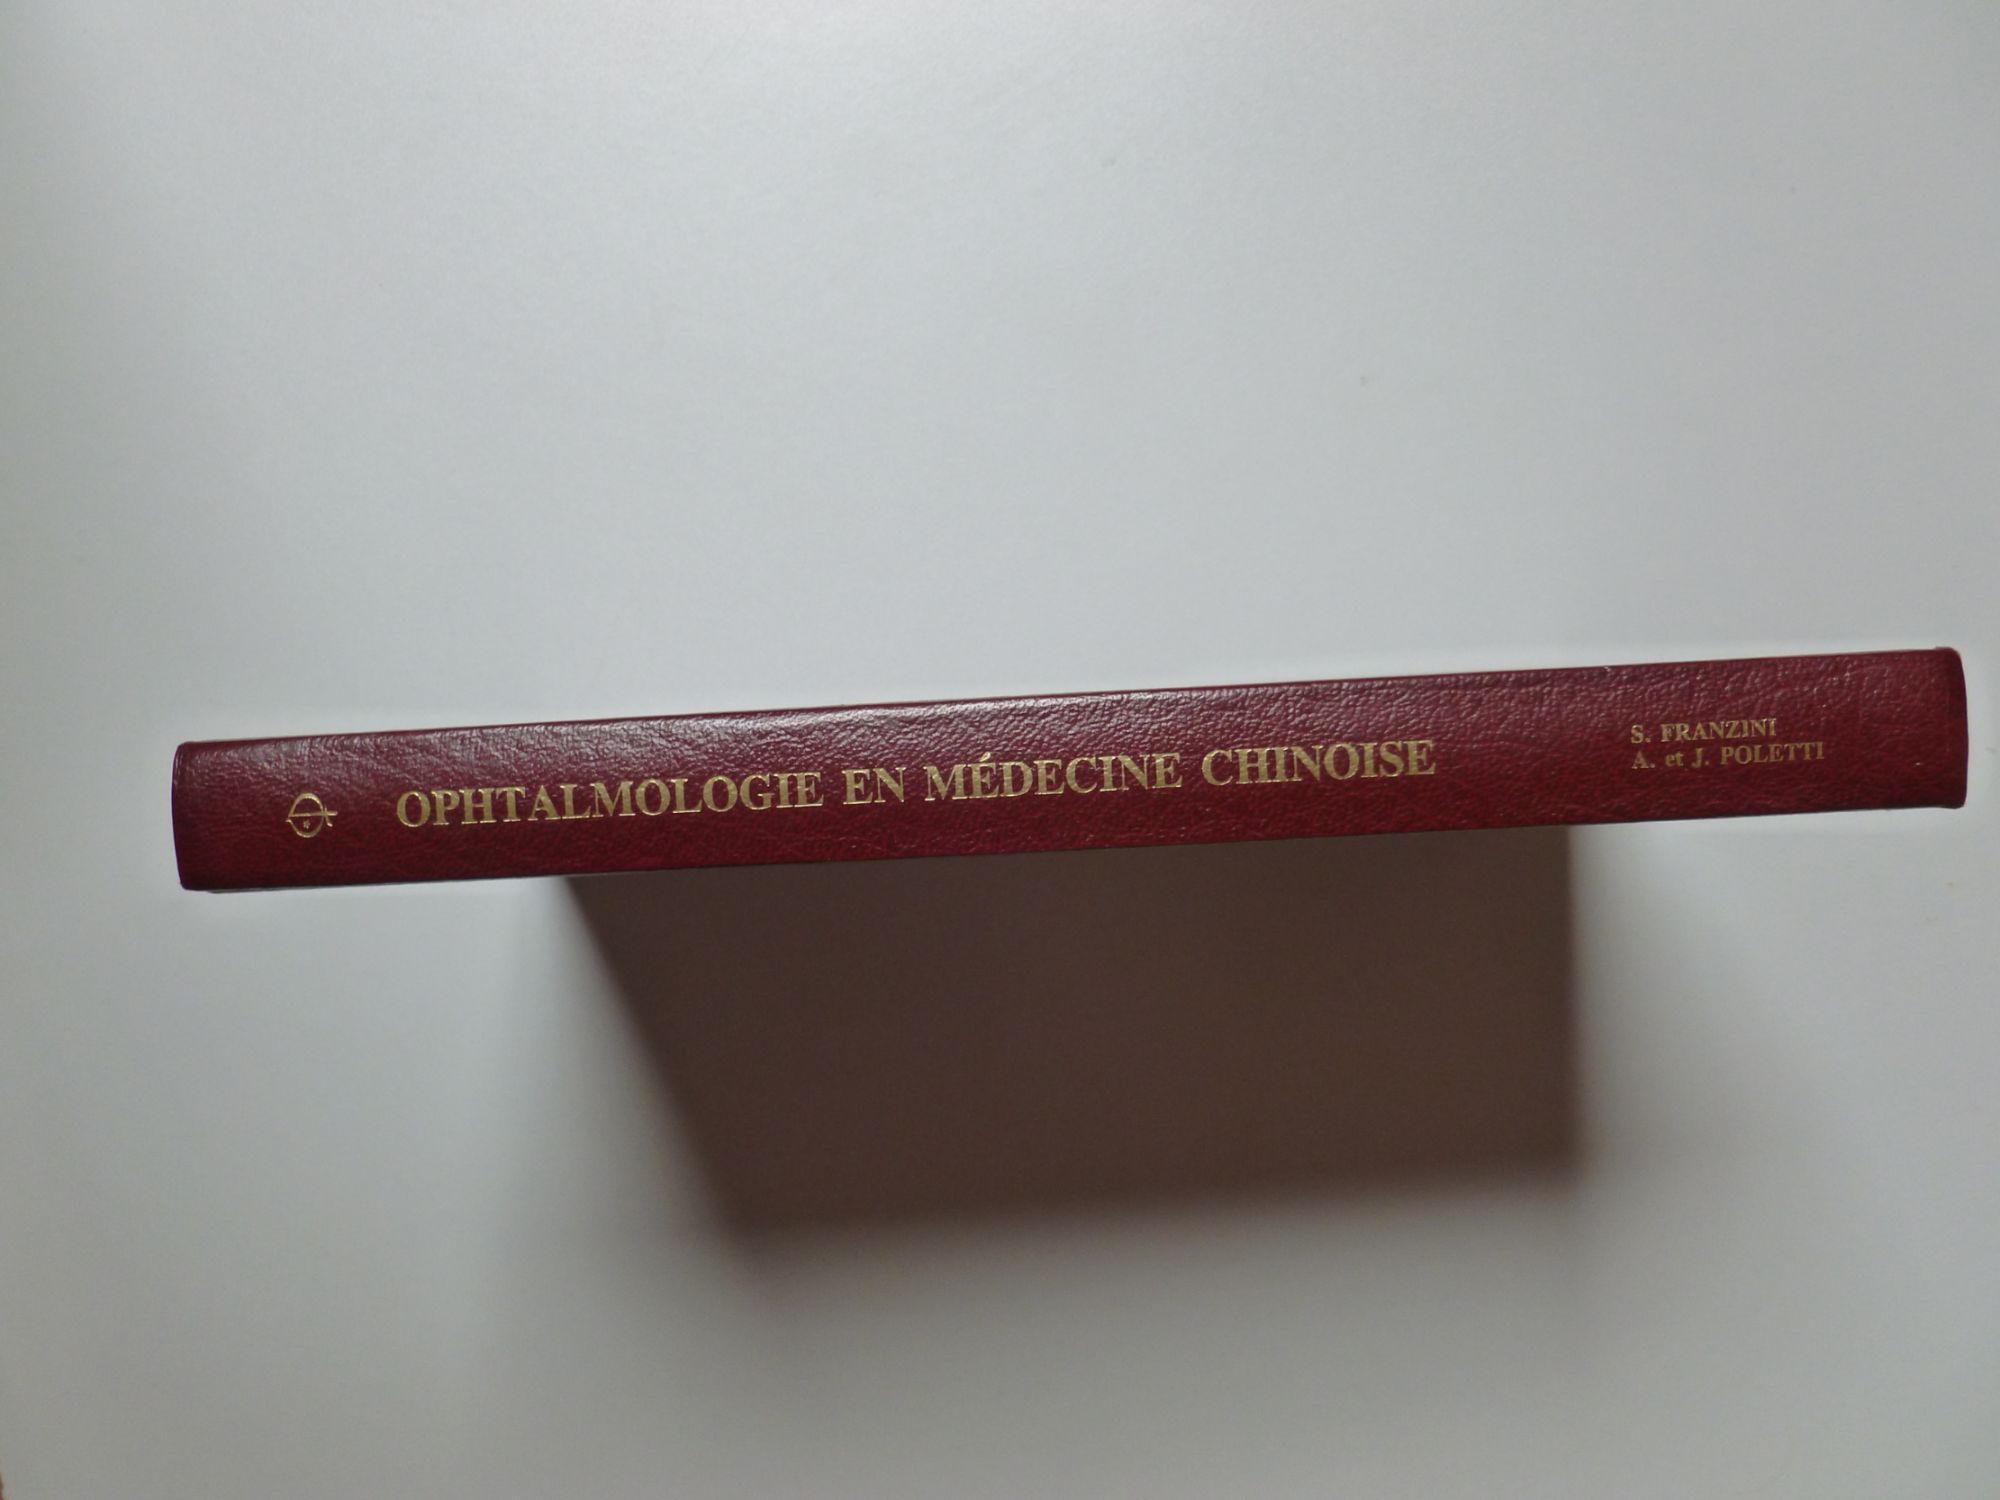 OPHTALMOLOGIE EN MÉDECINE CHINOISE
S. FRANZINI
A. et J. POLETTI